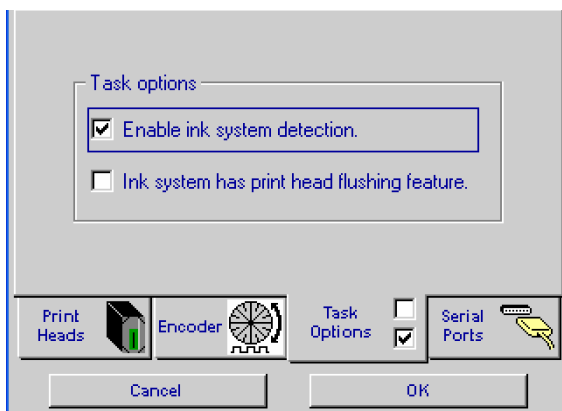 Task options
Enable ink system detection.
Ink system has print head flushing feature.
Print
Heads
Encoder
Task
Options
Serial
Ports
Cancel
OK